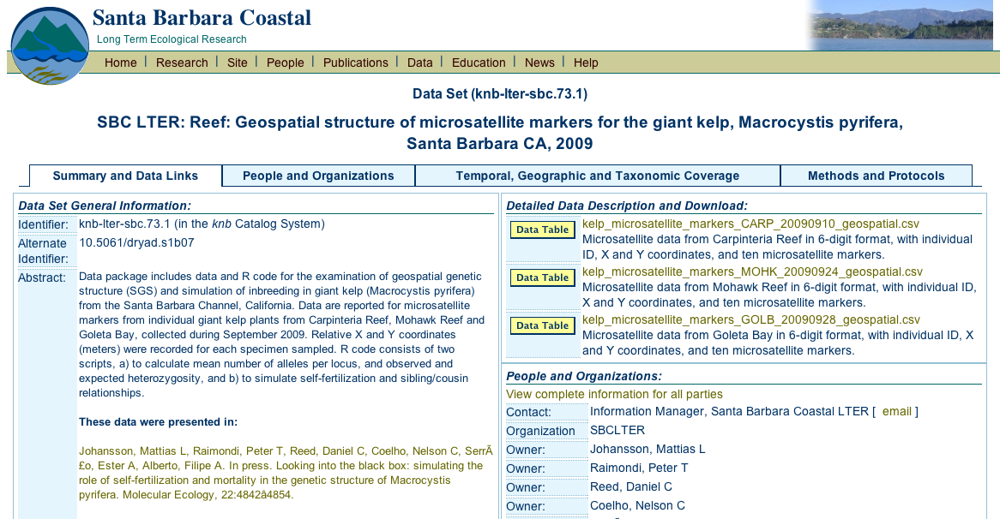 Santa Barbara Coastal
Long Term Ecological Research
Home | Research | Site | People | Publications | Data | Education | News | Help
Data Set (knb-lter-sbc.73.1)
SBC LTER: Reef: Geospatial structure of microsatellite markers for the giant kelp, Macrocystis pyrifera,
Santa Barbara CA, 2009
Summary and Data Links
People and Organizations
Temporal, Geographic and Taxonomic Coverage
Methods and Protocols
Data Set General Information:
Identifier: knb-lter-sbc.73.1 (in the knb Catalog System)
Alternate 10.5061/dryad.s1b07
Identifier:
Abstract: Data package includes data and R code for the examination of geospatial genetic
structure (SGS) and simulation of inbreeding in giant kelp (Macrocystis pyrifera)
from the Santa Barbara Channel, California. Data are reported for microsatellite
markers from individual giant kelp plants from Carpinteria Reef, Mohawk Reef and
Goleta Bay, collected during September 2009. Relative X and Y coordinates
(meters) were recorded for each specimen sampled. R code consists of two
scripts, a) to calculate mean number of alleles per locus, and observed and
expected heterozygosity, and b) to simulate self-fertilization and sibling/cousin
relationships.
These data were presented in:
Johansson, Mattias L, Raimondi, Peter T, Reed, Daniel C, Coelho, Nelson C, SerrÃ
£o, Ester A, Alberto, Filipe A. In press. Looking into the black box: simulating the
role of self-fertilization and mortality in the genetic structure of Macrocystis
pyrifera. Molecular Ecology, 22:4842â4854.
Detailed Data Description and Download:
Data Table kelp_microsatellite_markers_CARP_20090910_geospatial.csv
Microsatellite data from Carpinteria Reef in 6-digit format, with individual
ID, X and Y coordinates, and ten microsatellite markers.
Data Table kelp_microsatellite_markers_MOHK_20090924_geospatial.csv
Microsatellite data from Mohawk Reef in 6-digit format, with individual ID,
X and Y coordinates, and ten microsatellite markers.
Data Table kelp_microsatellite_markers_GOLB_20090928_geospatial.csv
Microsatellite data from Goleta Bay in 6-digit format, with individual ID, X
and Y coordinates, and ten microsatellite markers.
People and Organizations:
View complete information for all parties
Contact: Information Manager, Santa Barbara Coastal LTER [ email ]
Organization SBCLTER
Owner: Johansson, Mattias L
Owner: Raimondi, Peter T
Owner: Reed, Daniel C
Owner: Coelho, Nelson C